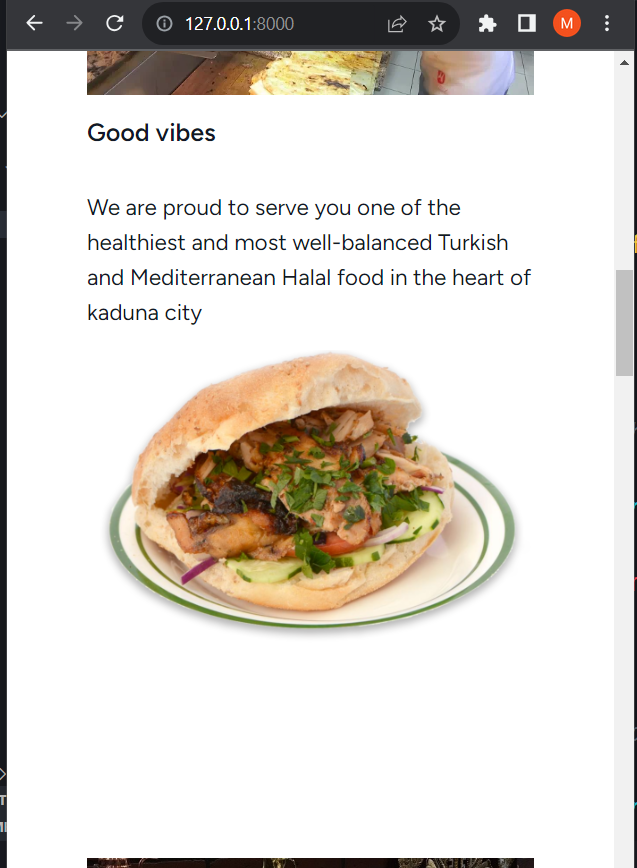 127.0.0.1:8000
M
Good vibes
We are proud to serve you one of the
healthiest and most well-balanced Turkish
and Mediterranean Halal food in the heart of
kaduna city